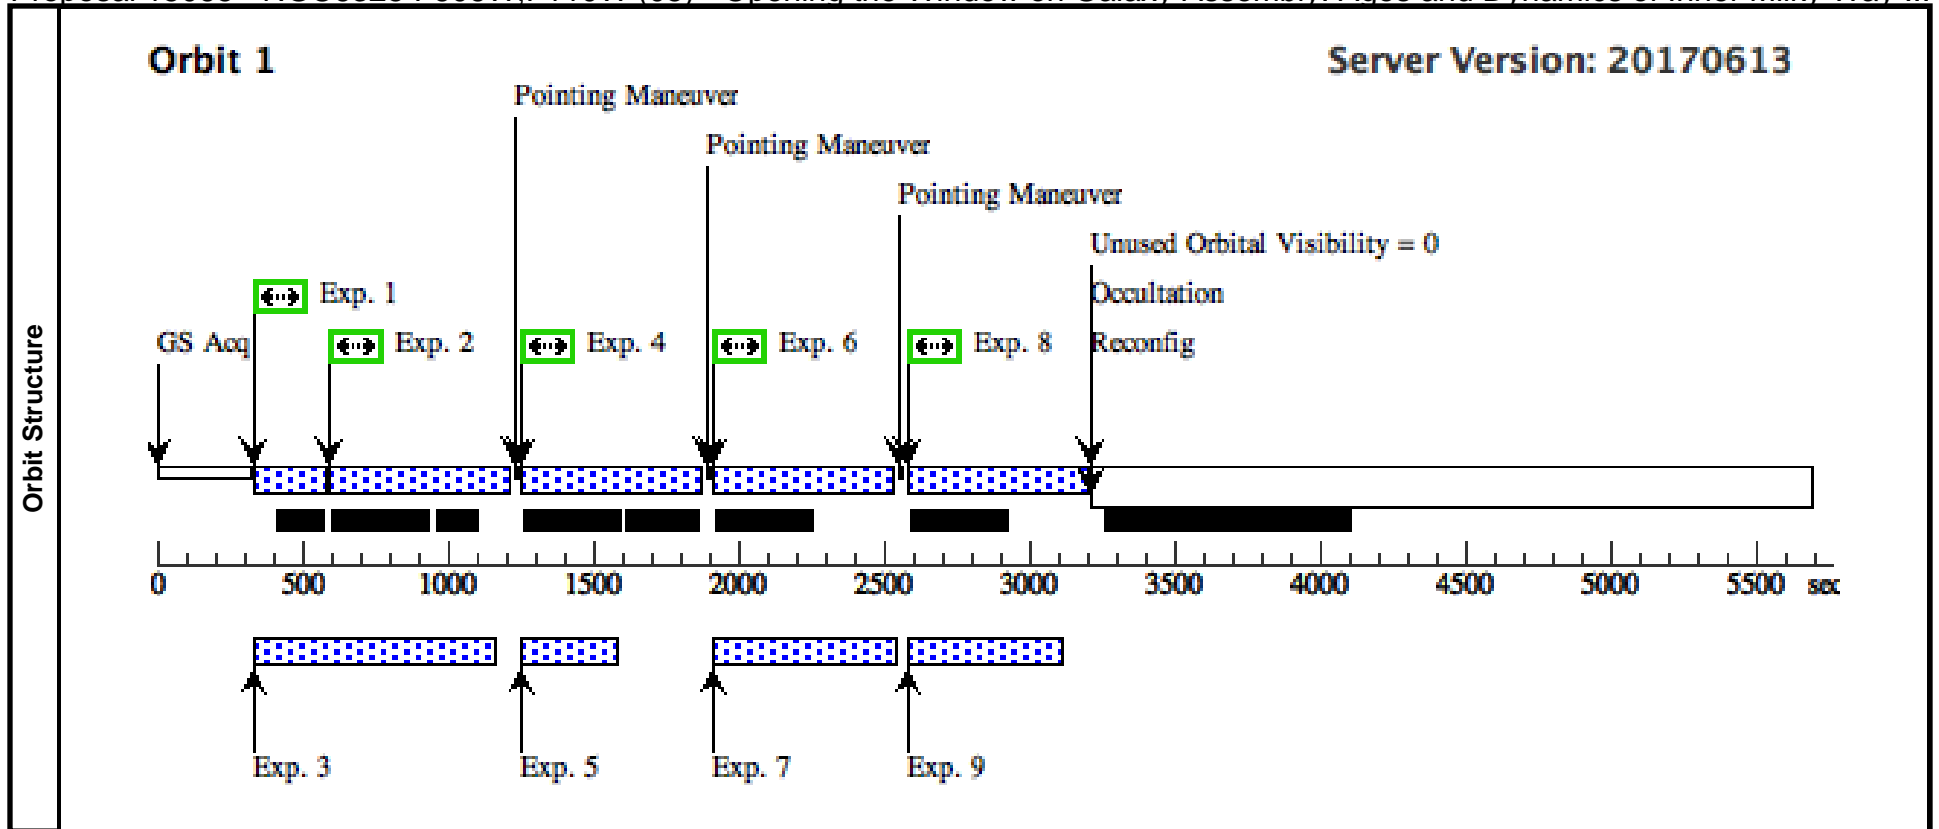 Orbit 1
Server Version: 20170613
Pointing Maneuver
Pointing Maneuver
Pointing Maneuver
Unused Orbital Visibility = 0
Exp. 1
Occultation
GS Acq
Exp. 2
Exp. 4
Exp. 6
Exp. 8
Reconfig
Orbit Structure
0 500 1000 1500 2000 2500 3000 3500 4000 4500 5000 5500 sec
Exp. 3
Exp. 5
Exp. 7
Exp. 9